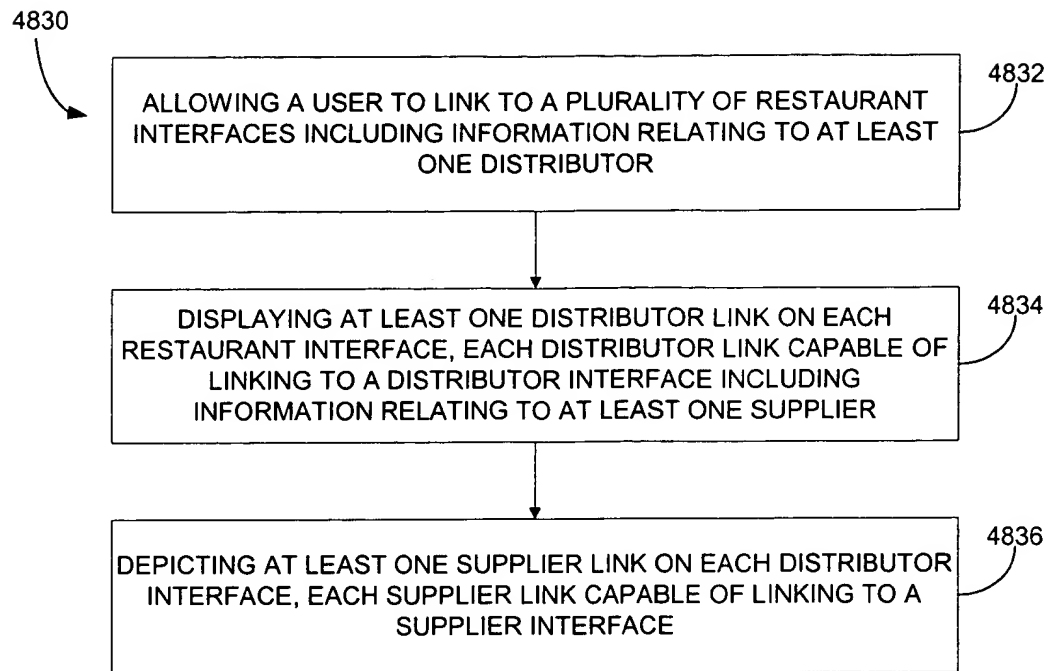 4830
4832
ALLOWING A USER TO LINK TO A PLURALITY OF RESTAURANT
INTERFACES INCLUDING INFORMATION RELATING TO AT LEAST
ONE DISTRIBUTOR
4834
DISPLAYING AT LEAST ONE DISTRIBUTOR LINK ON EACH
RESTAURANT INTERFACE, EACH DISTRIBUTOR LINK CAPABLE OF
LINKING TO A DISTRIBUTOR INTERFACE INCLUDING
INFORMATION RELATING TO AT LEAST ONE SUPPLIER
4836
DEPICTING AT LEAST ONE SUPPLIER LINK ON EACH DISTRIBUTOR
INTERFACE, EACH SUPPLIER LINK CAPABLE OF LINKING TO A
SUPPLIER INTERFACE